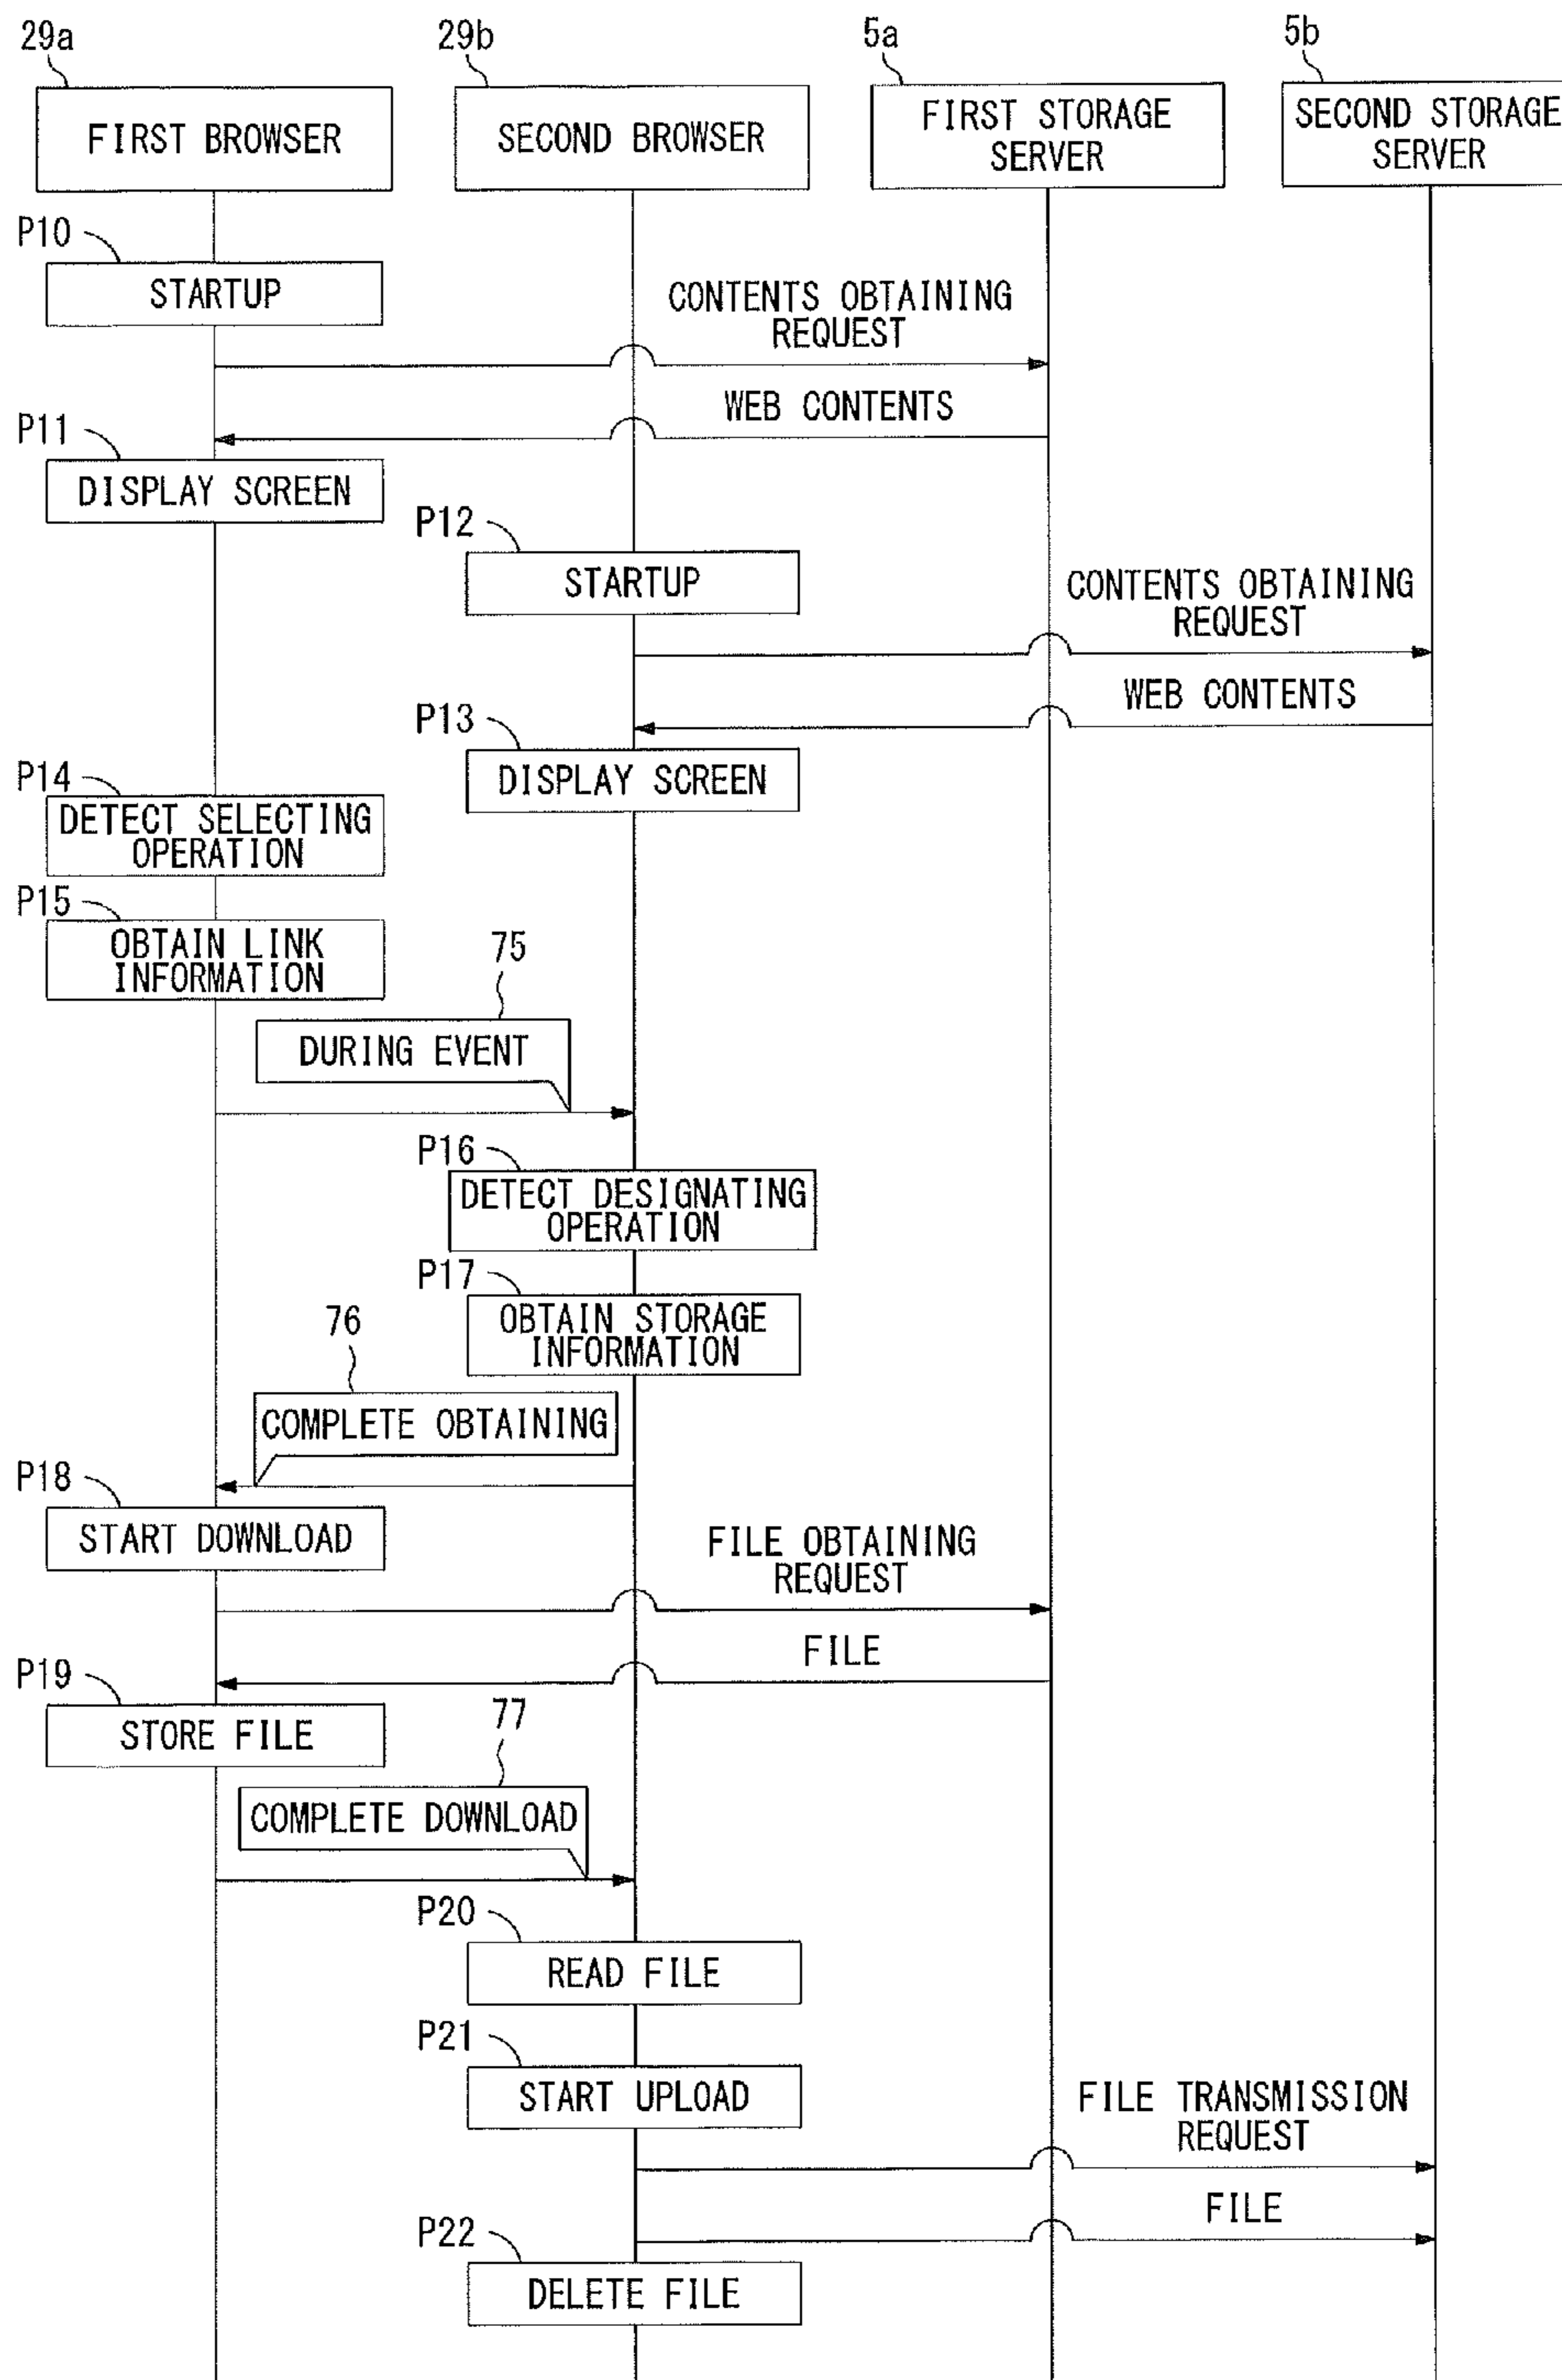 29a
29b
5a
5b
FIRST BROWSER
SECOND BROWSER
FIRST STORAGE
SERVER
SECOND STORAGE
SERVER
P10
STARTUP
CONTENTS OBTAINING
REQUEST
WEB CONTENTS
P11
DISPLAY SCREEN
P12
STARTUP
CONTENTS OBTAINING
REQUEST
WEB CONTENTS
P13
DISPLAY SCREEN
P14
DETECT SELECTING
OPERATION
P15
OBTAIN LINK
INFORMATION
75
DURING EVENT
P16
DETECT DESIGNATING
OPERATION
P17
OBTAIN STORAGE
INFORMATION
76
COMPLETE OBTAINING
P18
START DOWNLOAD
FILE OBTAINING
REQUEST
FILE
P19
STORE FILE
77
COMPLETE DOWNLOAD
P20
READ FILE
P21
START UPLOAD
FILE TRANSMISSION
REQUEST
FILE
P22
DELETE FILE